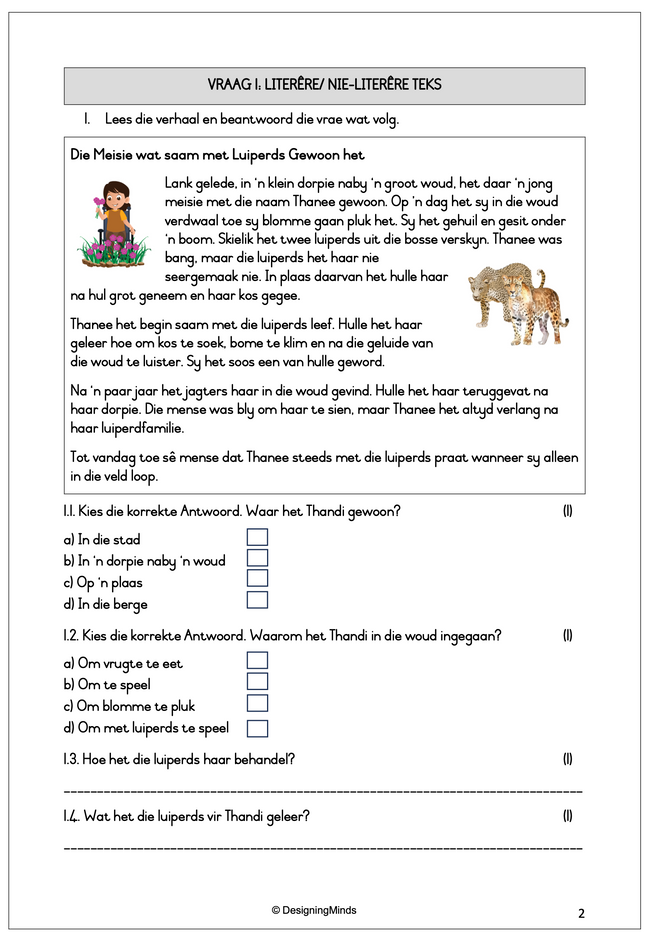 VRAAG 1: LITERÊRE/ NIE-LITERÊRE TEKS
1. Lees die verhaal en beantwoord die vrae wat volg.
Die Meisie wat saam met Luiperds Gewoon het
Lank gelede, in ‘n klein dorpie naby ‘n groot woud, het daar ‘n jong
meisie met die naam Thanee gewoon. Op ‘n dag het sy in die woud
verdwaal toe sy blomme gaan pluk het. Sy het gehuil en gesit onder
‘n boom. Skielik het twee luiperds uit die bosse verskyn. Thanee was
bang, maar die luiperds het haar nie
seergemaak nie. In plaas daarvan het hulle haar
na hul grot geneem en haar kos gegee.
Thanee het begin saam met die luiperds leef. Hulle het haar
geleer hoe om kos te soek, bome te klim en na die geluide van
die woud te luister. Sy het soos een van hulle geword.
Na ‘n paar jaar het jagters haar in die woud gevind. Hulle het haar teruggevat na
haar dorpie. Die mense was bly om haar te sien, maar Thanee het altyd verlang na
haar luiperdfamilie.
Tot vandag toe sê mense dat Thanee steeds met die luiperds praat wanneer sy alleen
in die veld loop.
1.1. Kies die korrekte Antwoord. Waar het Thandi gewoon? (1)
a) In die stad
b) In ‘n dorpie naby ‘n woud
c) Op ‘n plaas
d) In die berge
1.2. Kies die korrekte Antwoord. Waarom het Thandi in die woud ingegaan? (1)
a) Om vrugte te eet
b) Om te speel
c) Om blomme te pluk
d) Om met luiperds te speel
1.3. Hoe het die luiperds haar behandel? (1)
1.4. Wat het die luiperds vir Thandi geleer? (1)
© DesigningMinds
2